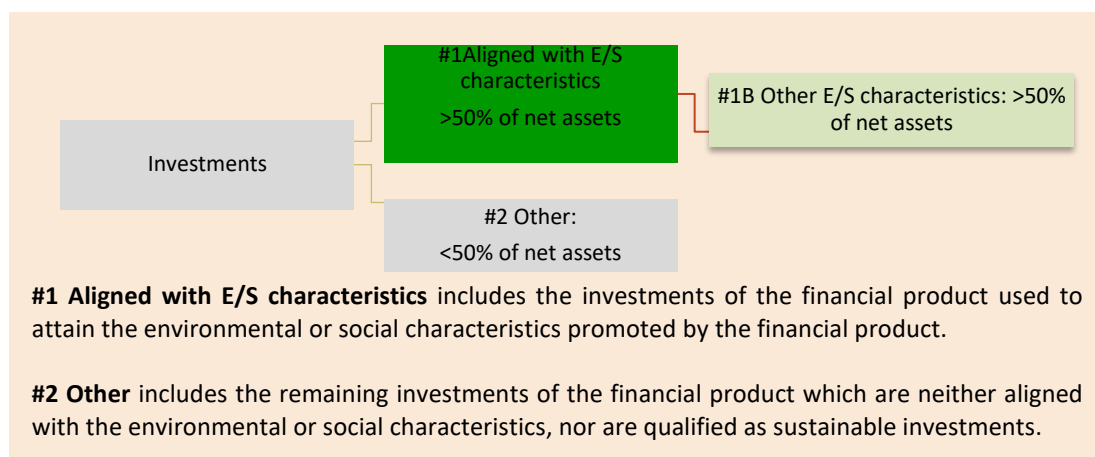 #1Aligned with E/S
characteristics
>50% of net assets
#1B Other E/S characteristics: >50%
of net assets
Investments
#2 Other:
<50% of net assets
#1 Aligned with E/S characteristics includes the investments of the financial product used to
attain the environmental or social characteristics promoted by the financial product.
#2 Other includes the remaining investments of the financial product which are neither aligned
with the environmental or social characteristics, nor are qualified as sustainable investments.